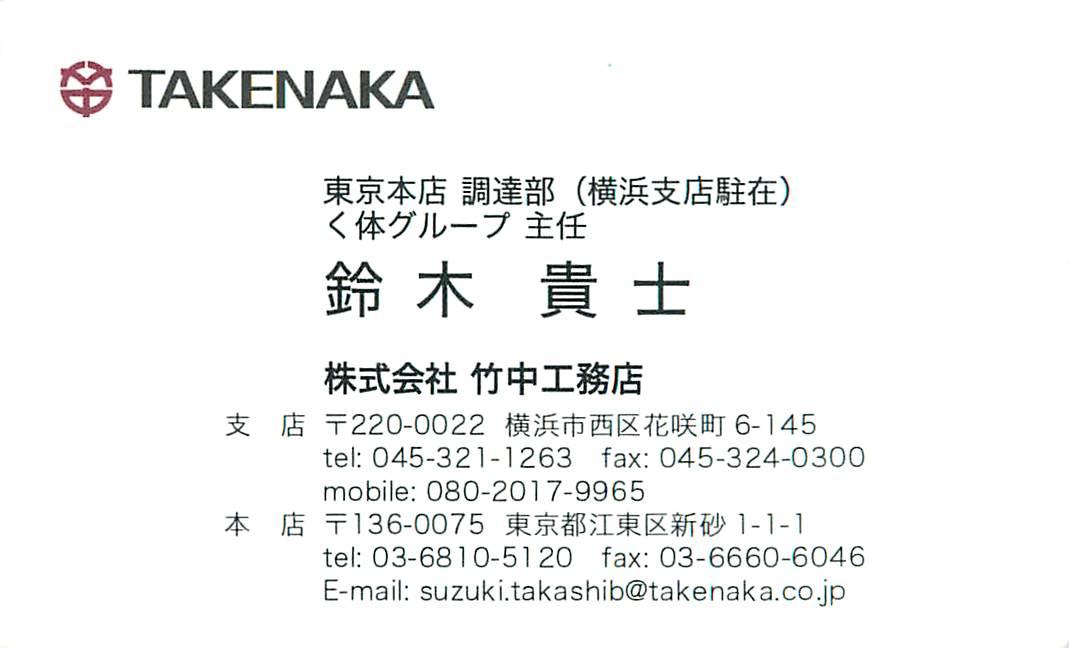 TAKENAKA
東京本店 調達部（横浜支店駐在）
く体グループ 主任
鈴木 貴士
株式会社 竹中工務店
支 店 〒220-0022 横浜市西区花咲町 6-145
tel: 045-321-1263 fax: 045-324-0300
mobile: 080-2017-9965
本 店 〒136-0075 東京都江東区新砂 1-1-1
tel: 03-6810-5120 fax: 03-6660-6046
E-mail: suzuki.takashib@takenaka.co.jp